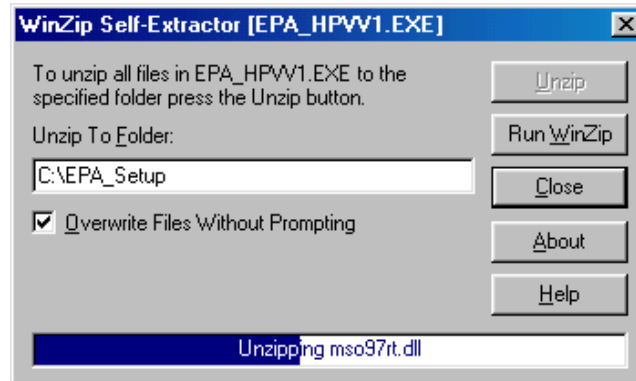 WinZip Self-Extractor [EPA_HPVV1.EXE]
To unzip all files in EPA_HPVV1.EXE to the
specified folder press the Unzip button.
Unzip To Folder:
C:\EPA_Setup
Overwrite Files Without Prompting
Unzip
Run WinZip
Close
About
Help
Unzipping mso97rt.dll